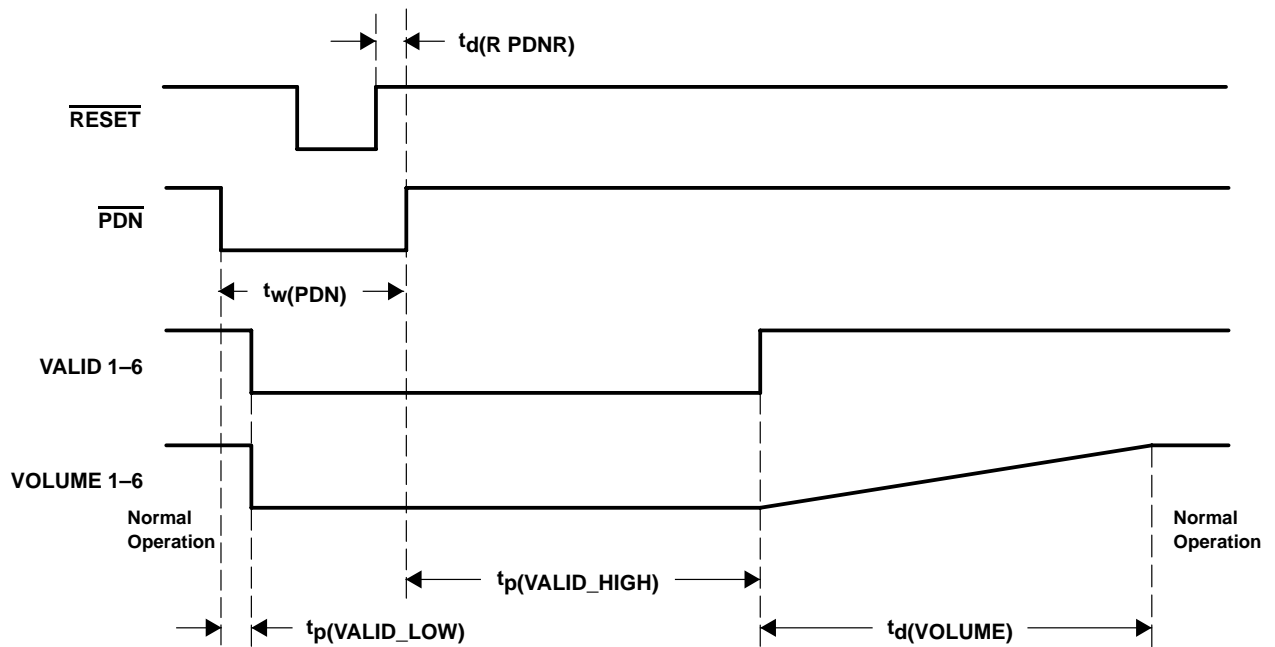 td(R PDNR)
RESET
PDN
tw(PDN)
VALID 1–6
VOLUME 1–6
Normal
Operation
Normal
Operation
tp(VALID_HIGH)
tp(VALID_LOW)
td(VOLUME)